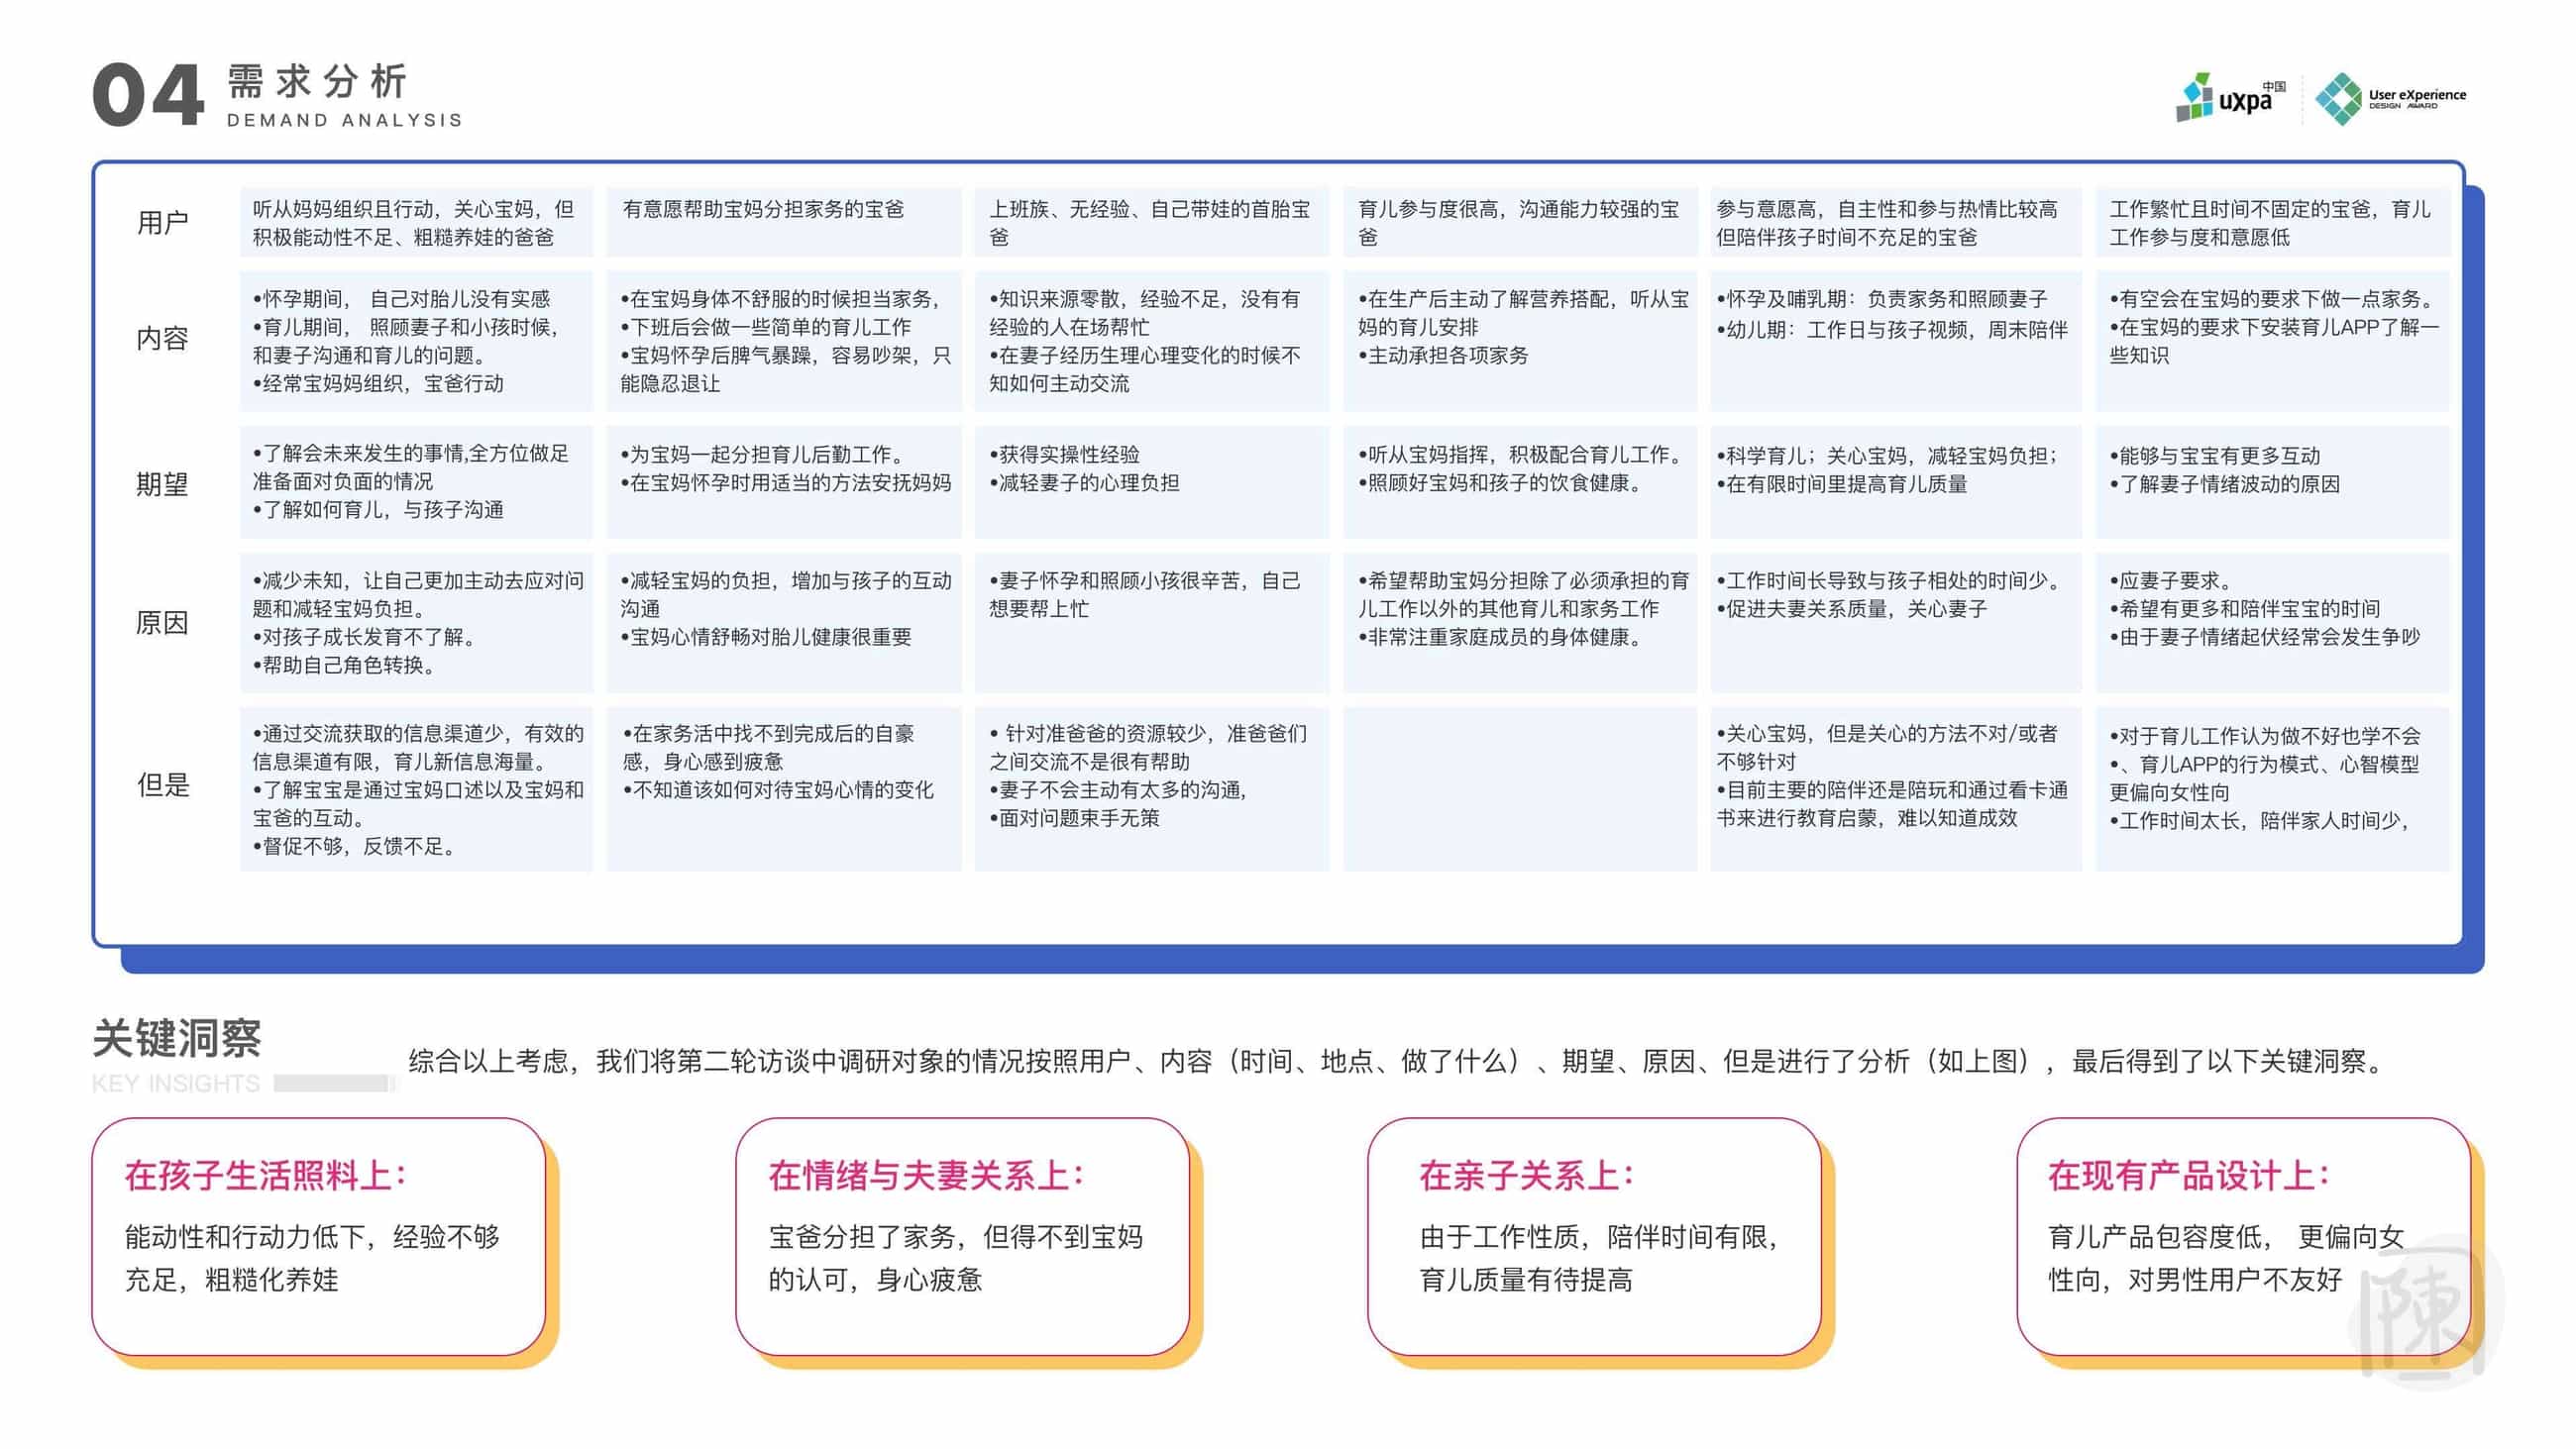 04
需求分析
DEMAND ANALYSIS
uxpa
中国
User eXperience
DESIGN AWARD
用户
听从妈妈组织且行动，关心宝妈，但
积极能动性不足、粗糙养娃的爸爸
有意愿帮助宝妈分担家务的宝爸
上班族、无经验、自己带娃的首胎宝
爸
育儿参与度很高，沟通能力较强的宝
爸
参与意愿高，自主性和参与热情比较高
但陪伴孩子时间不充足的宝爸
工作繁忙且时间不固定的宝爸，育儿
工作参与度和意愿低
内容
•怀孕期间， 自己对胎儿没有实感
•育儿期间， 照顾妻子和小孩时候，
和妻子沟通和育儿的问题。
•经常宝妈妈组织，宝爸行动
•在宝妈身体不舒服的时候担当家务，
•下班后会做一些简单的育儿工作
•宝妈怀孕后脾气暴躁，容易吵架，只
能隐忍退让
•知识来源零散，经验不足，没有有
经验的人在场帮忙
•在妻子经历生理心理变化的时候不
知如何主动交流
•在生产后主动了解营养搭配，听从宝
妈的育儿安排
•主动承担各项家务
•怀孕及哺乳期：负责家务和照顾妻子
•幼儿期：工作日与孩子视频，周末陪伴
•有空会在宝妈的要求下做一点家务。
•在宝妈的要求下安装育儿APP了解一
些知识
期望
•了解会未来发生的事情,全方位做足
准备面对负面的情况
•了解如何育儿，与孩子沟通
•为宝妈一起分担育儿后勤工作。
•在宝妈怀孕时用适当的方法安抚妈妈
•获得实操性经验
•减轻妻子的心理负担
•听从宝妈指挥，积极配合育儿工作。
•照顾好宝妈和孩子的饮食健康。
•科学育儿；关心宝妈，减轻宝妈负担；
•在有限时间里提高育儿质量
•能够与宝宝有更多互动
•了解妻子情绪波动的原因
原因
•减少未知，让自己更加主动去应对问
题和减轻宝妈负担。
•对孩子成长发育不了解。
•帮助自己角色转换。
•减轻宝妈的负担，增加与孩子的互动
沟通
•宝妈心情舒畅对胎儿健康很重要
•妻子怀孕和照顾小孩很辛苦，自己
想要帮上忙
•希望帮助宝妈分担除了必须承担的育
儿工作以外的其他育儿和家务工作
•非常注重家庭成员的身体健康。
•工作时间长导致与孩子相处的时间少。
•促进夫妻关系质量，关心妻子
•应妻子要求。
•希望有更多和陪伴宝宝的时间
•由于妻子情绪起伏经常会发生争吵
但是
•通过交流获取的信息渠道少，有效的
信息渠道有限，育儿新信息海量。
•了解宝宝是通过宝妈口述以及宝妈和
宝爸的互动。
•督促不够，反馈不足。
•在家务活中找不到完成后的自豪
感，身心感到疲惫
•不知道该如何对待宝妈心情的变化
• 针对准爸爸的资源较少，准爸爸们
之间交流不是很有帮助
•妻子不会主动有太多的沟通，
•面对问题束手无策
•关心宝妈，但是关心的方法不对/或者
不够针对
•目前主要的陪伴还是陪玩和通过看卡通
书来进行教育启蒙，难以知道成效
•对于育儿工作认为做不好也学不会
•、育儿APP的行为模式、心智模型
更偏向女性向
•工作时间太长，陪伴家人时间少，
关键洞察
KEY INSIGHTS
综合以上考虑，我们将第二轮访谈中调研对象的情况按照用户、内容（时间、地点、做了什么）、期望、原因、但是进行了分析（如上图），最后得到了以下关键洞察。
在孩子生活照料上：
能动性和行动力低下，经验不够
充足，粗糙化养娃
在情绪与夫妻关系上：
宝爸分担了家务，但得不到宝妈
的认可，身心疲惫
在亲子关系上：
由于工作性质，陪伴时间有限，
育儿质量有待提高
在现有产品设计上：
育儿产品包容度低， 更偏向女
性向，对男性用户不友好
陳